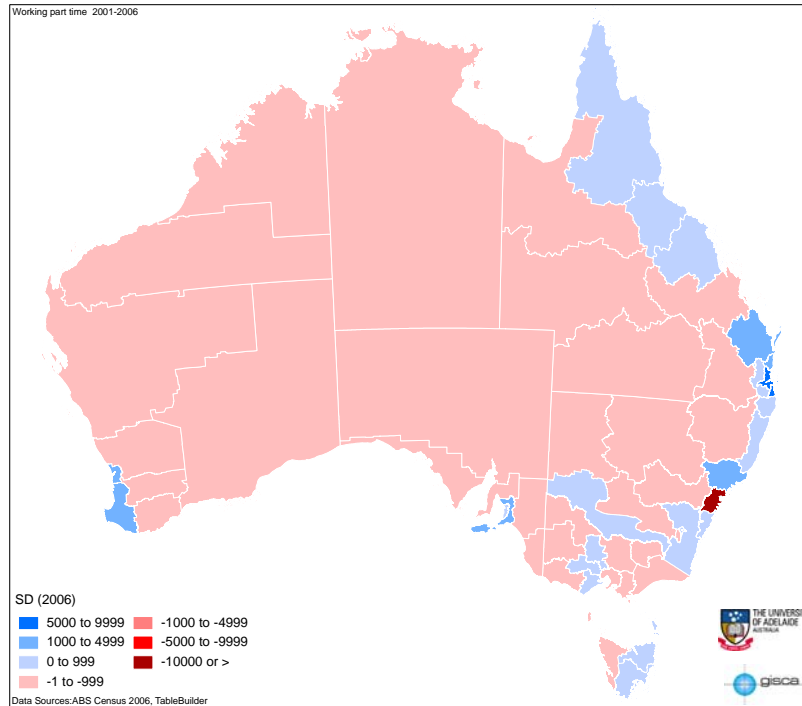 Working part time 2001-2006
SD (2006)
5000 to 9999
1000 to 4999
0 to 999
-1 to -999
-1000 to -4999
-5000 to -9999
-10000 or >
THE UNIVERSITY
OF ADELAIDE
AUSTRALIA
gisca
Data Sources:ABS Census 2006, TableBuilder